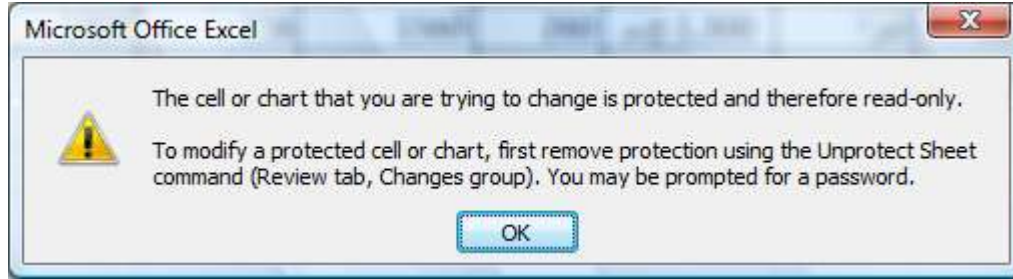 Microsoft Office Excel
The cell or chart that you are trying to change is protected and therefore read-only.
To modify a protected cell or chart, first remove protection using the Unprotect Sheet
command (Review tab, Changes group). You may be prompted for a password.
OK